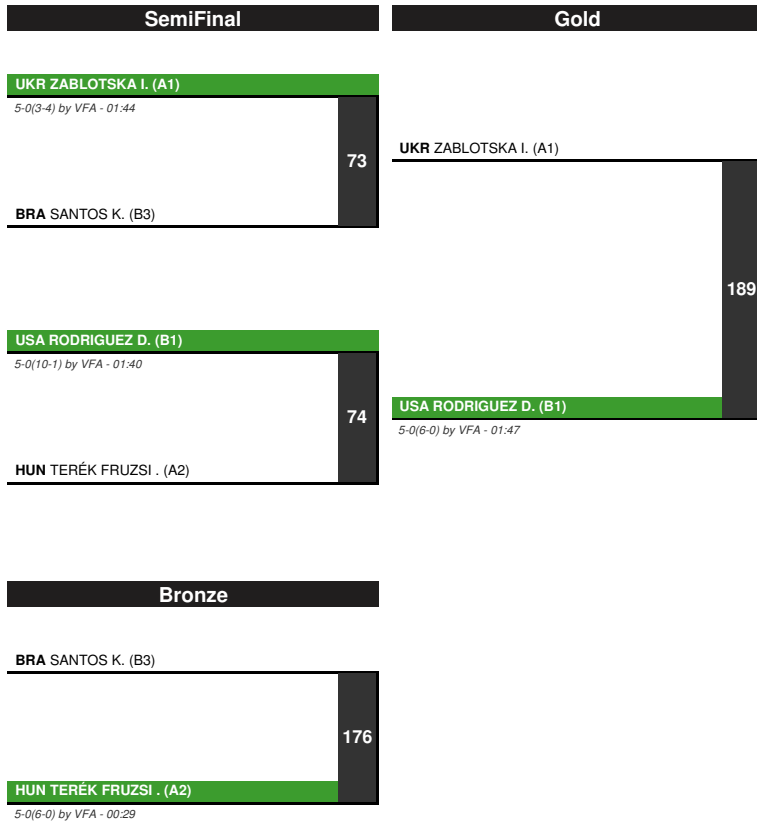 SemiFinal
Gold
UKR ZABLOTSKA I. (A1)
5-0(3-4) by VFA - 01:44
73
BRA SANTOS K. (B3)
UKR ZABLOTSKA I. (A1)
189
USA RODRIGUEZ D. (B1)
5-0(6-0) by VFA - 01:47
USA RODRIGUEZ D. (B1)
5-0(10-1) by VFA - 01:40
74
HUN TERÉK FRUZSI . (A2)
Bronze
BRA SANTOS K. (B3)
176
HUN TERÉK FRUZSI . (A2)
5-0(6-0) by VFA - 00:29